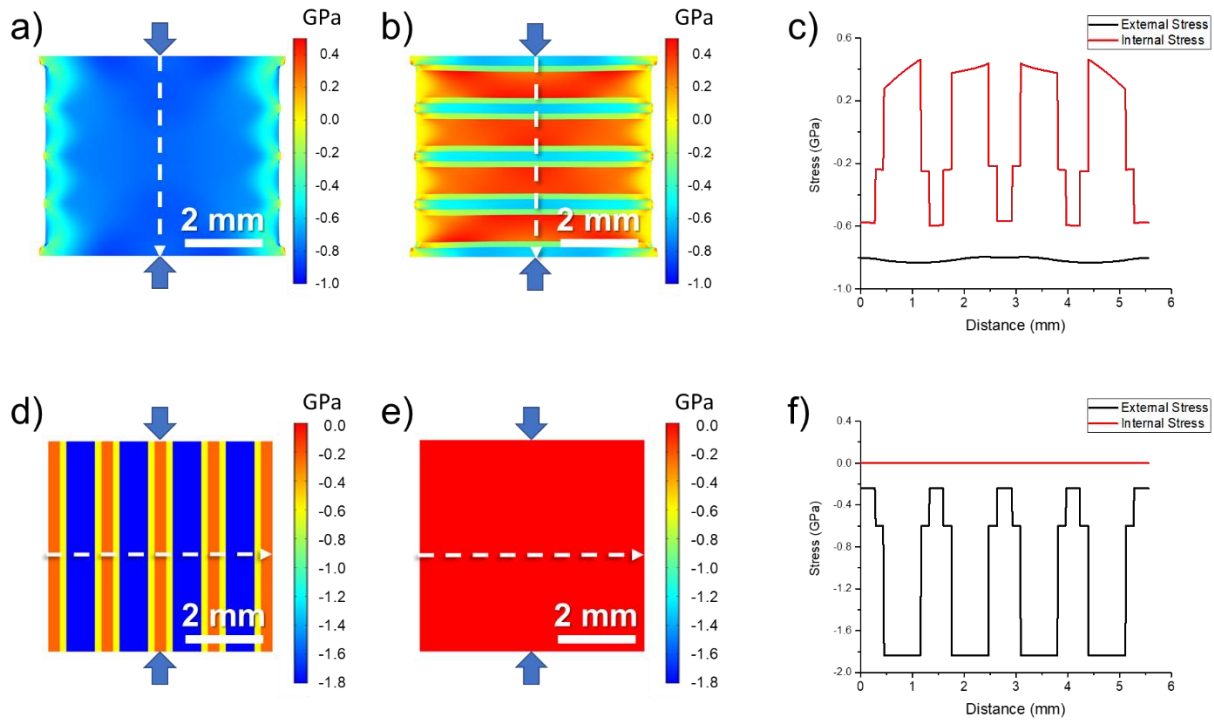 a)
GPa
0.4
0.2
0.0
-0.2
-0.4
-0.6
-0.8
-1.0
2 mm
b)
GPa
0.4
0.2
0.0
-0.2
-0.4
-0.6
-0.8
-1.0
2 mm
c)
External Stress
Internal Stress
0.6
0.2
-0.2
-0.6
-1.0
Stress (GPa)
0 1 2 3 4 5 6
Distance (mm)
d)
GPa
0.0
-0.2
-0.4
-0.6
-0.8
-1.0
-1.2
-1.4
-1.6
-1.8
2 mm
e)
GPa
0.0
-0.2
-0.4
-0.6
-0.8
-1.0
-1.2
-1.4
-1.6
-1.8
2 mm
f)
External Stress
Internal Stress
0.4
0.0
-0.4
-0.8
-1.2
-1.6
-2.0
Stress (GPa)
0 1 2 3 4 5 6
Distance (mm)